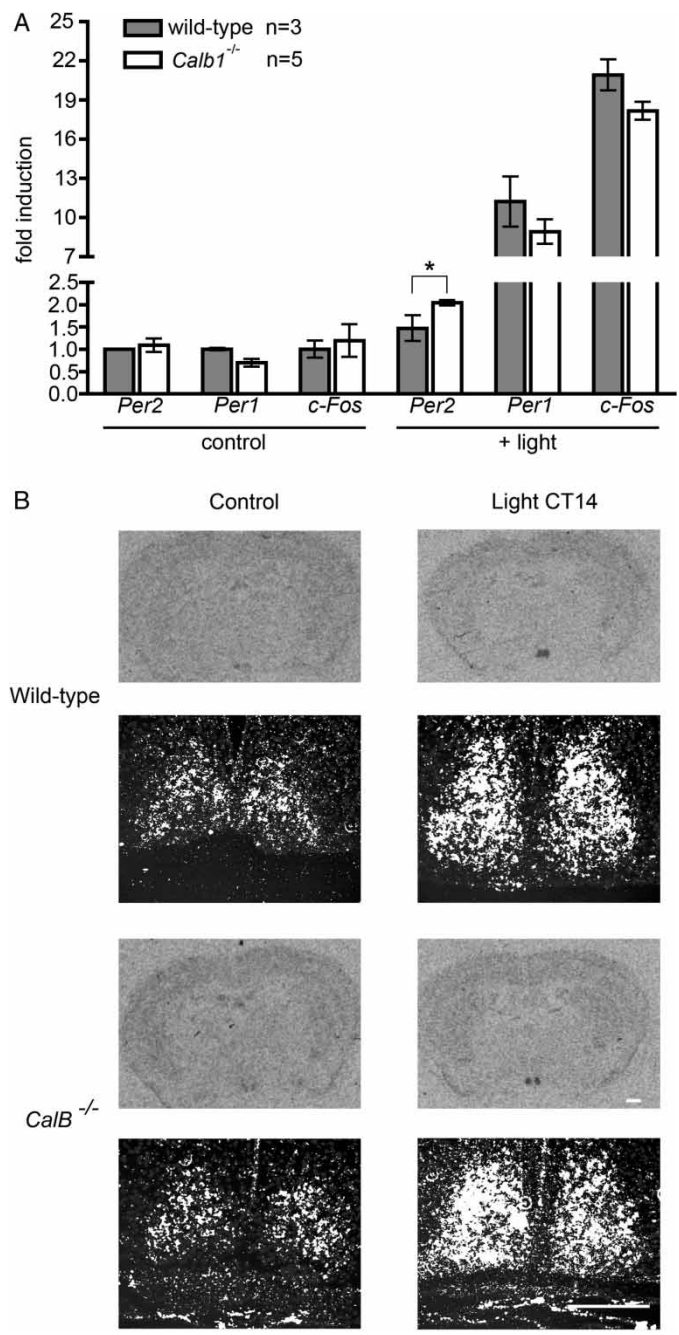 A
wild-type n=3
Calb1-/- n=5
fold induction
25
22
19
16
13
10
7
2.5
2.0
1.5
1.0
0.5
0.0
*
Per2 Per1 c-Fos Per2 Per1 c-Fos
control + light
B
Control Light CT14
Wild-type
CalB -/-